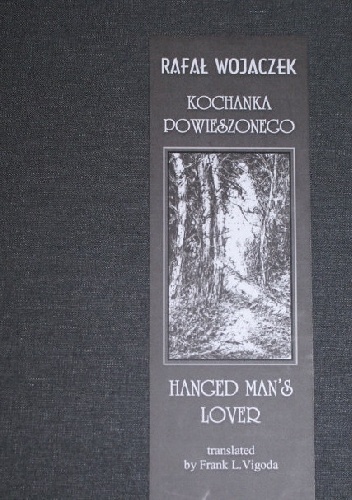 RAFAŁ WOJACZEK
KOCHANKA
POWIESZONEGO
HANGED MAN'S
LOVER
translated
by Frank L. Vigoda